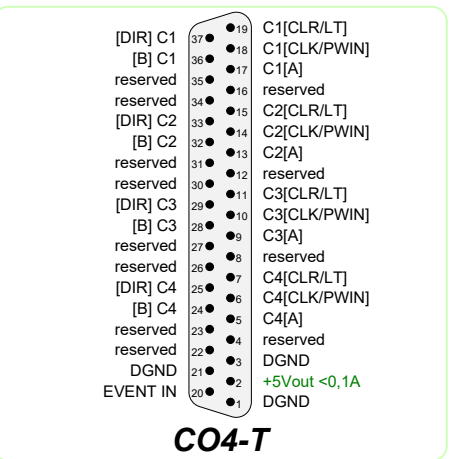 [DIR] C1 37
19 C1[CLR/LT]
[B] C1 36
18 C1[CLK/PWIN]
reserved 35
17 C1[A]
reserved 34
16 reserved
[DIR] C2 33
15 C2[CLR/LT]
[B] C2 32
14 C2[CLK/PWIN]
reserved 31
13 C2[A]
reserved 30
12 reserved
[DIR] C3 29
11 C3[CLR/LT]
[B] C3 28
10 C3[CLK/PWIN]
reserved 27
9 C3[A]
reserved 26
8 reserved
[DIR] C4 25
7 C4[CLR/LT]
[B] C4 24
6 C4[CLK/PWIN]
reserved 23
5 C4[A]
reserved 22
4 reserved
DGND 21
3 DGND
EVENT IN 20
2 +5Vout <0,1A
1 DGND
CO4-T